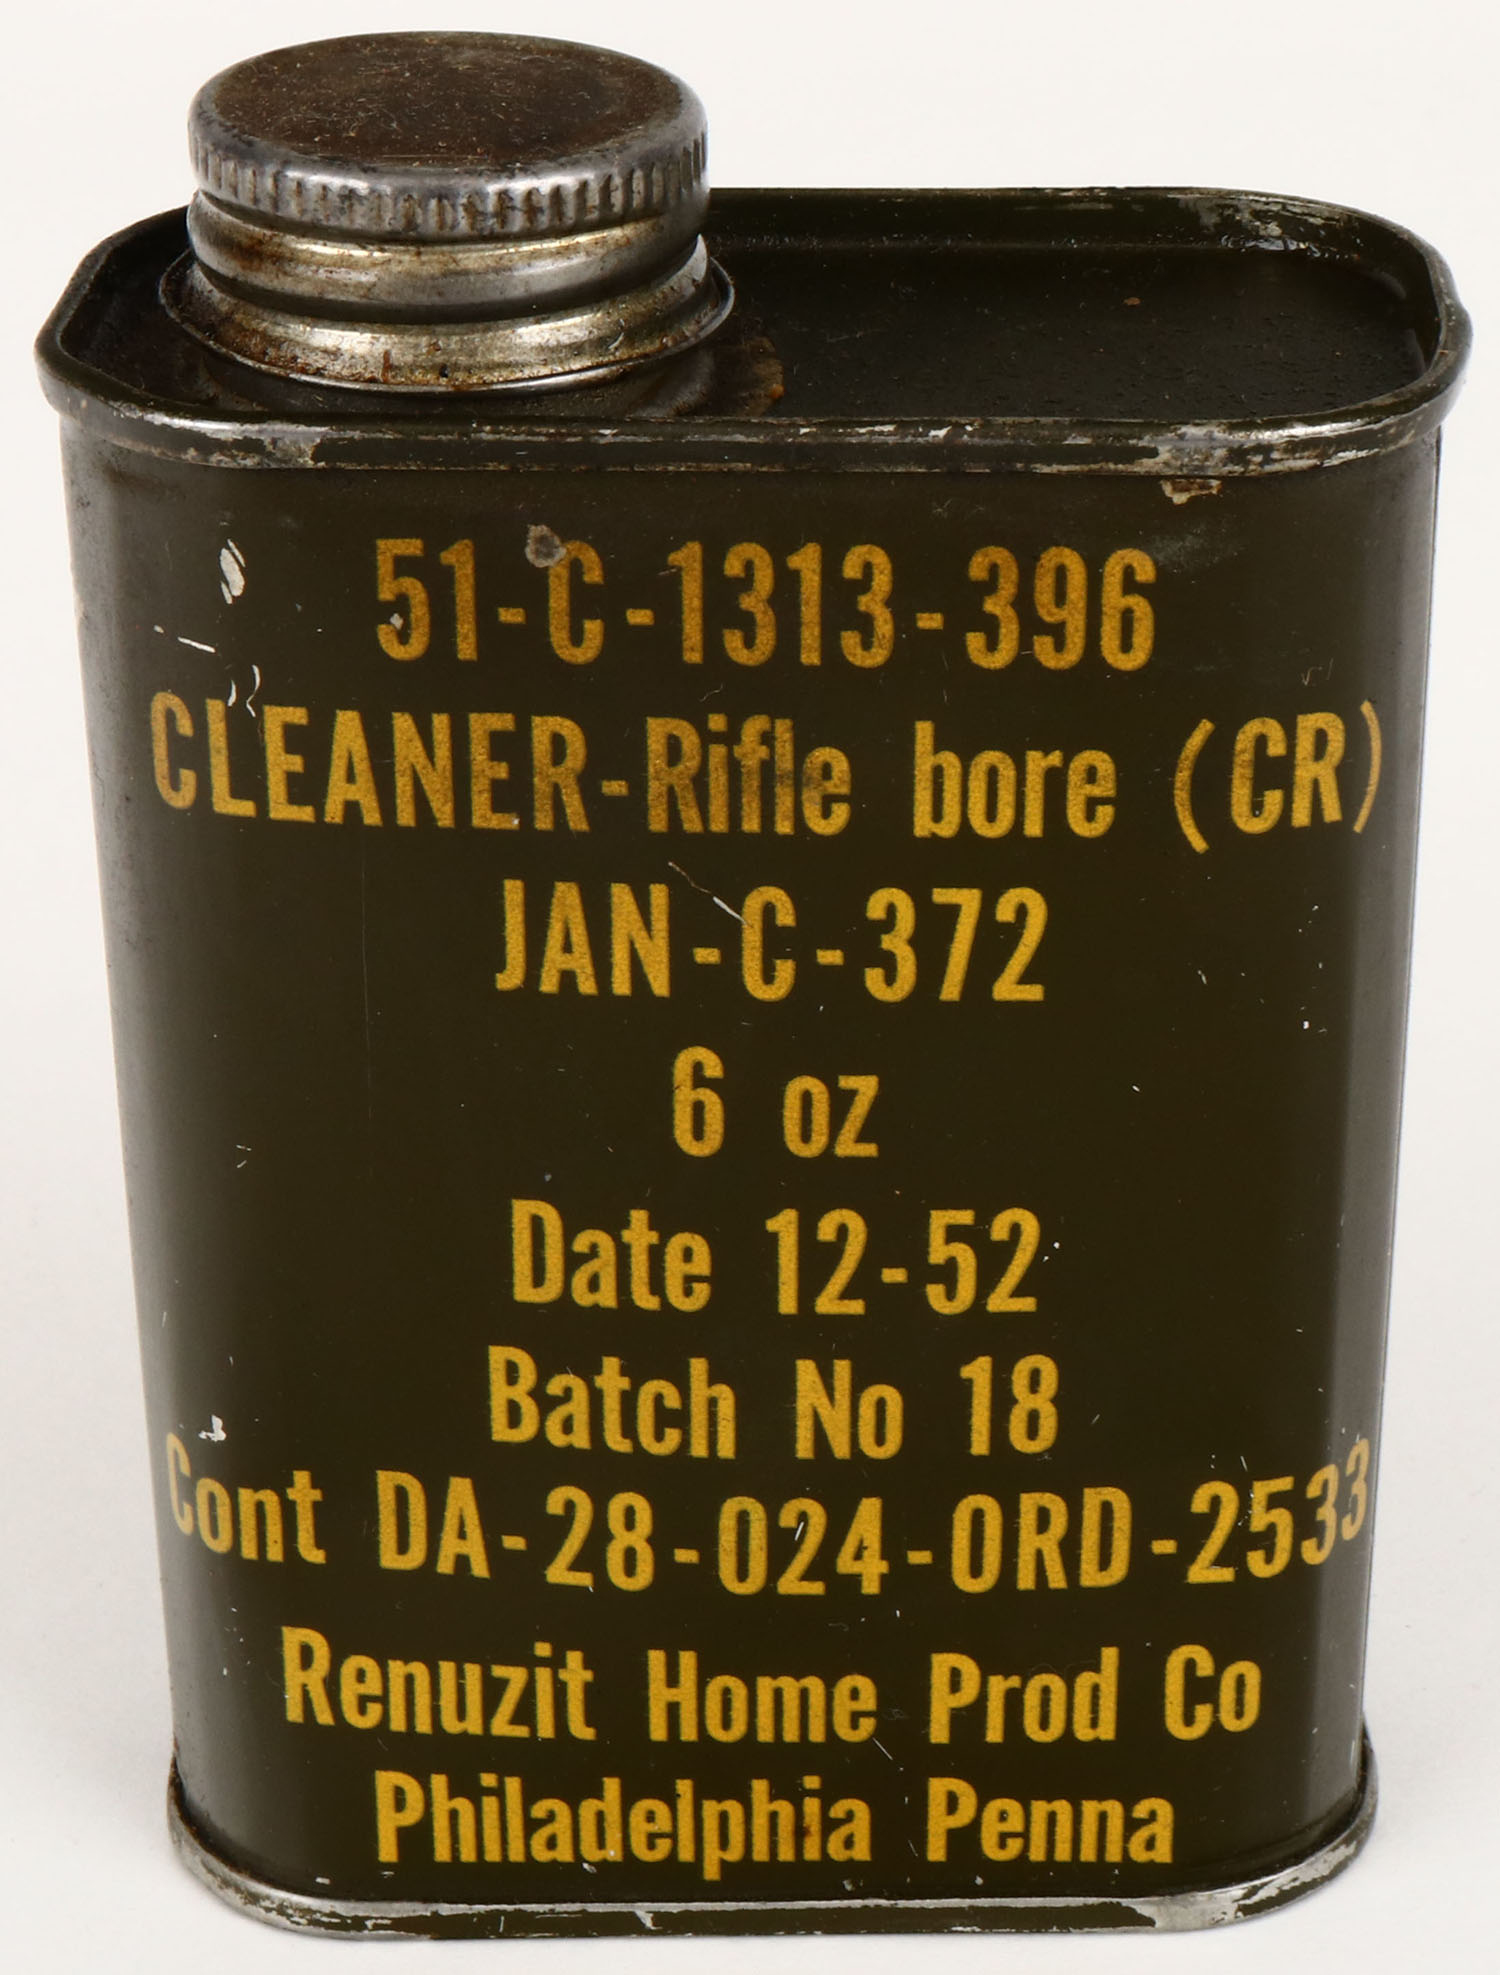 51-C-1313-396
CLEANER-Rifle bore (CR)
JAN-C-372
6 oz
Date 12-52
Batch No 18
Cont DA-28-024-ORD-2533
Renuzit Home Prod Co
Philadelphia Penna